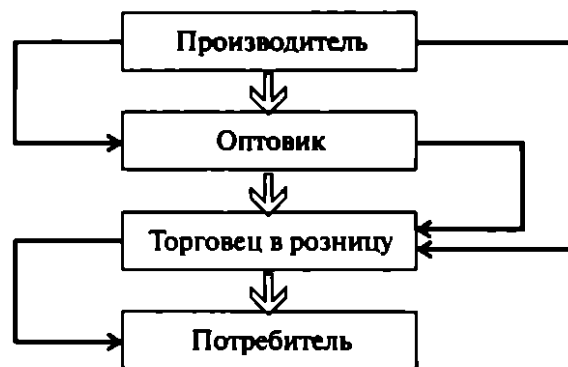 Производитель
Оптовик
Торговец в розницу
Потребитель